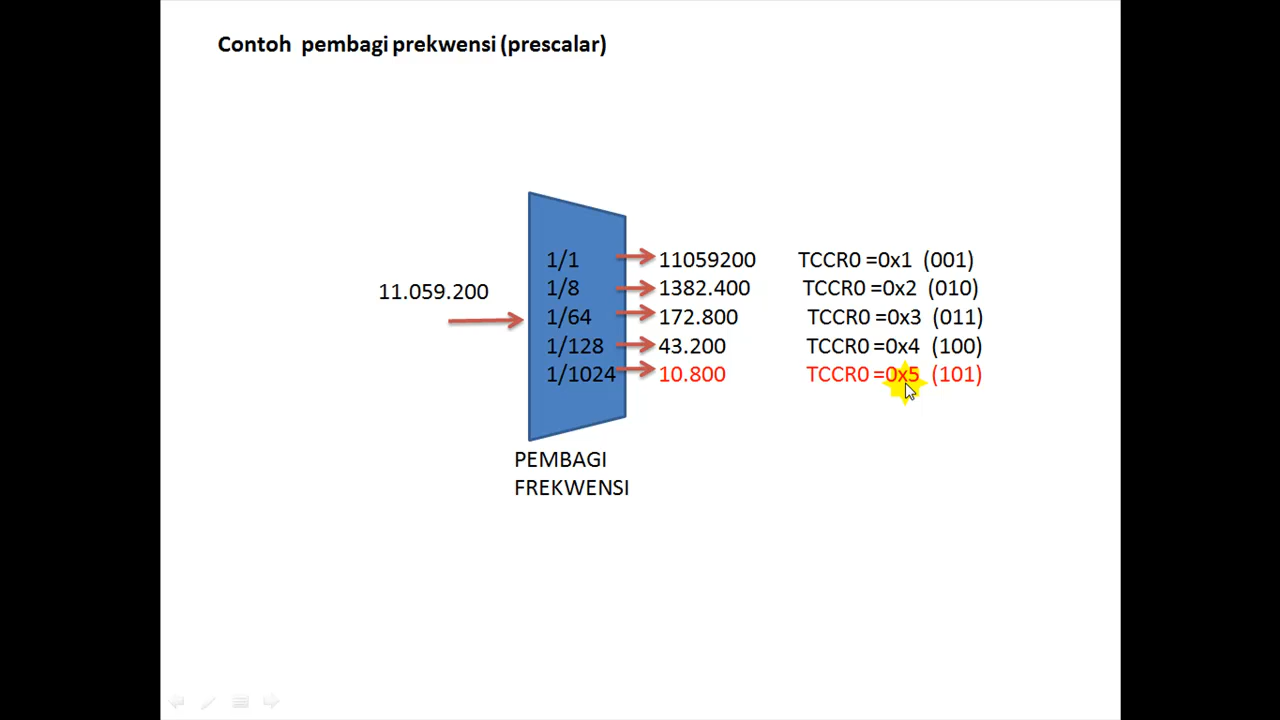 Contoh pembagi prekwensi (prescalar)
11.059.200
1/1 11059200 TCCR0 =0x1 (001)
1/8 1382.400 TCCR0 =0x2 (010)
1/64 172.800 TCCR0 =0x3 (011)
1/128 43.200 TCCR0 =0x4 (100)
1/1024 10.800 TCCR0 =0x5 (101)
PEMBAGI
FREKWENSI